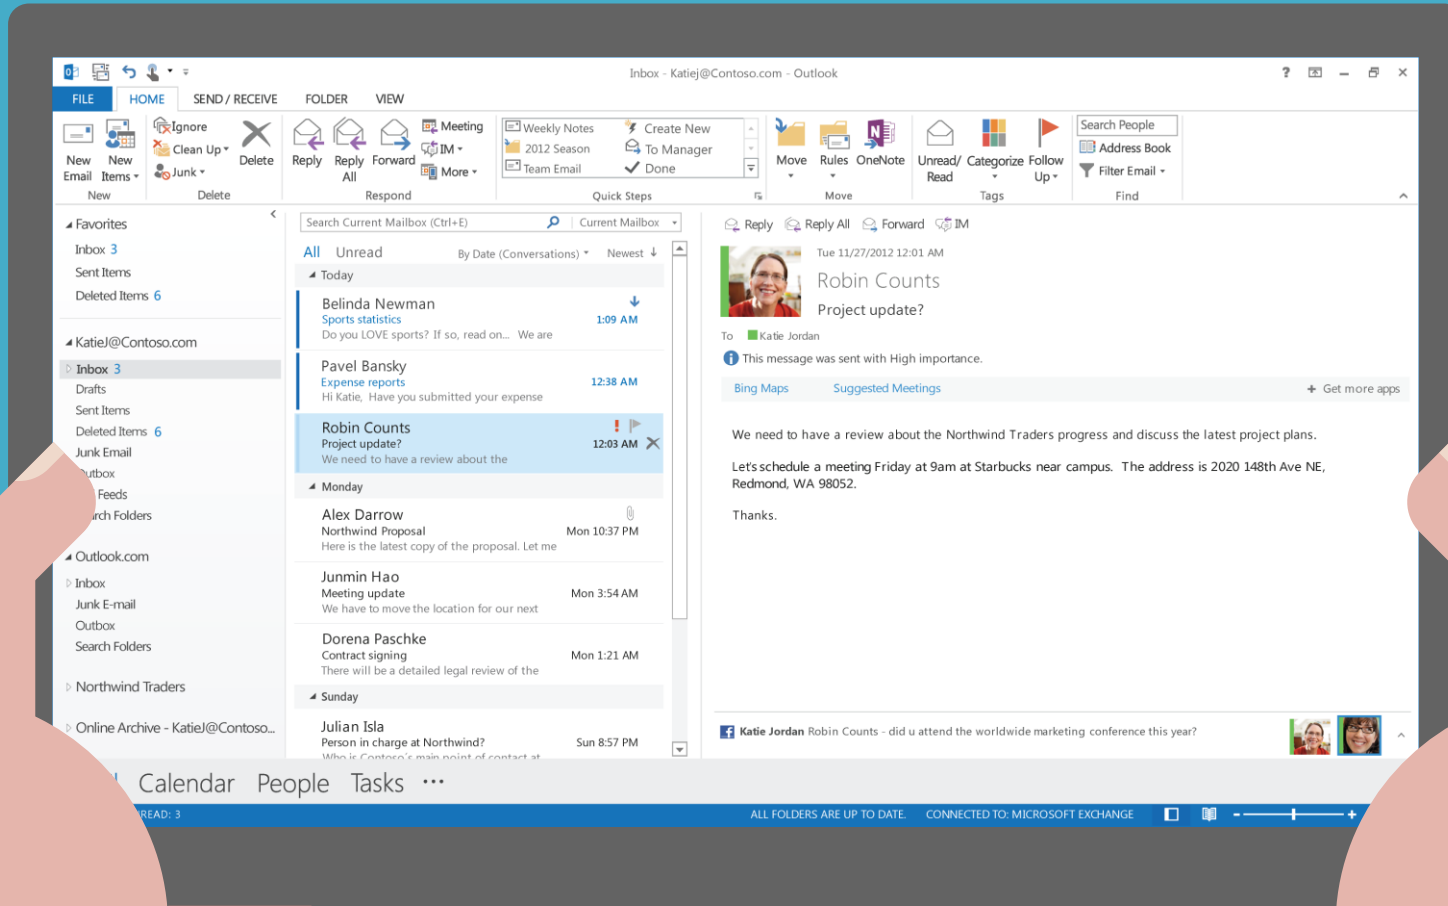 Inbox - Katiej@Contoso.com - Outlook
?
FILE HOME SEND / RECEIVE FOLDER VIEW
New Email
New Items
New
Ignore
Clean Up
Junk
Delete
Delete
Reply
Reply All
Forward
Meeting
IM
More
Respond
Weekly Notes
2012 Season
Team Email
Create New
To Manager
Done
Quick Steps
Move
Rules
OneNote
Move
Unread/ Read
Categorize
Follow Up
Tags
Search People
Address Book
Filter Email
Find
Favorites
Inbox 3
Sent Items
Deleted Items 6
KatieJ@Contoso.com
Inbox 3
Drafts
Sent Items
Deleted Items 6
Junk Email
Feeds
Outlook.com
Inbox
Junk E-mail
Outbox
Search Folders
Northwind Traders
Online Archive - KatieJ@Contoso...
Search Current Mailbox (Ctrl+E) Current Mailbox
All Unread By Date (Conversations) Newest
Today
Belinda Newman
Sports statistics 1:09 AM
Do you LOVE sports? If so, read on... We are
Pavel Bansky
Expense reports 12:38 AM
Hi Katie, Have you submitted your expense
Robin Counts
Project update? 12:03 AM
We need to have a review about the
Monday
Alex Darrow
Northwind Proposal Mon 10:37 PM
Here is the latest copy of the proposal. Let me
Junmin Hao
Meeting update Mon 3:54 AM
We have to move the location for our next
Dorena Paschke
Contract signing Mon 1:21 AM
There will be a detailed legal review of the
Sunday
Julian Isla
Person in charge at Northwind? Sun 8:57 PM
Who is Contoso's main point of contact at
Reply Reply All Forward IM
Tue 11/27/2012 12:01 AM
Robin Counts
Project update?
To Katie Jordan
This message was sent with High importance.
Bing Maps Suggested Meetings + Get more apps
We need to have a review about the Northwind Traders progress and discuss the latest project plans.
Let's schedule a meeting Friday at 9am at Starbucks near campus. The address is 2020 148th Ave NE,
Redmond, WA 98052.
Thanks.
Katie Jordan Robin Counts - did u attend the worldwide marketing conference this year?
Calendar People Tasks ...
READ: 3 ALL FOLDERS ARE UP TO DATE. CONNECTED TO: MICROSOFT EXCHANGE